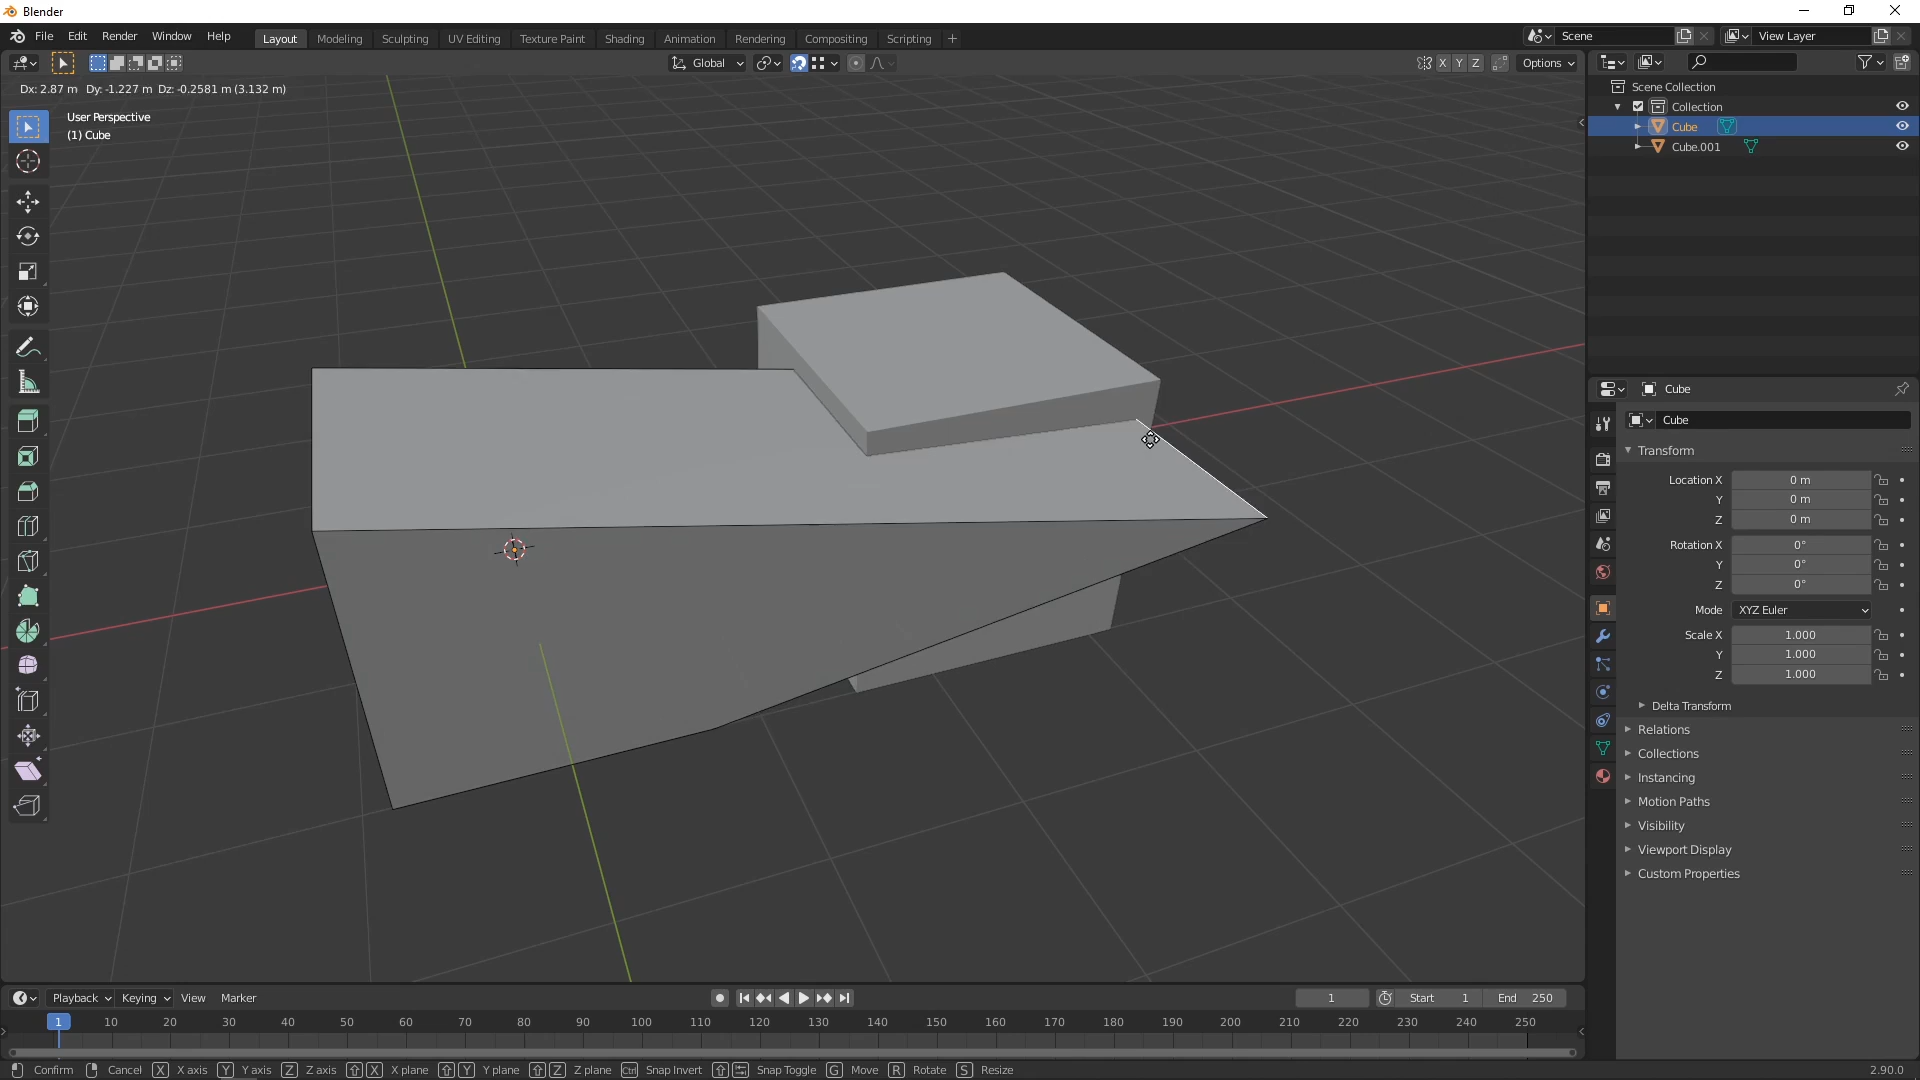 Blender
File Edit Render Window Help Layout Modeling Sculpting UV Editing Texture Paint Shading Animation Rendering Compositing Scripting + Scene View Layer
Global X Y Z Options
Dx: 2.87 m Dy: -1.227 m Dz: -0.2581 m (3.132 m)
User Perspective
(1) Cube
Scene Collection
Collection
Cube
Cube.001
Cube
Cube
Transform
Location X 0 m
Y 0 m
Z 0 m
Rotation X 0°
Y 0°
Z 0°
Mode XYZ Euler
Scale X 1.000
Y 1.000
Z 1.000
Delta Transform
Relations
Collections
Instancing
Motion Paths
Visibility
Viewport Display
Custom Properties
Playback Keying View Marker 1 Start 1 End 250
1 10 20 30 40 50 60 70 80 90 100 110 120 130 140 150 160 170 180 190 200 210 220 230 240 250
Confirm Cancel X X axis Y Y axis Z Z axis X X plane Y Y plane Z Z plane Ctrl Snap Invert Snap Toggle G Move R Rotate S Resize 2.90.0